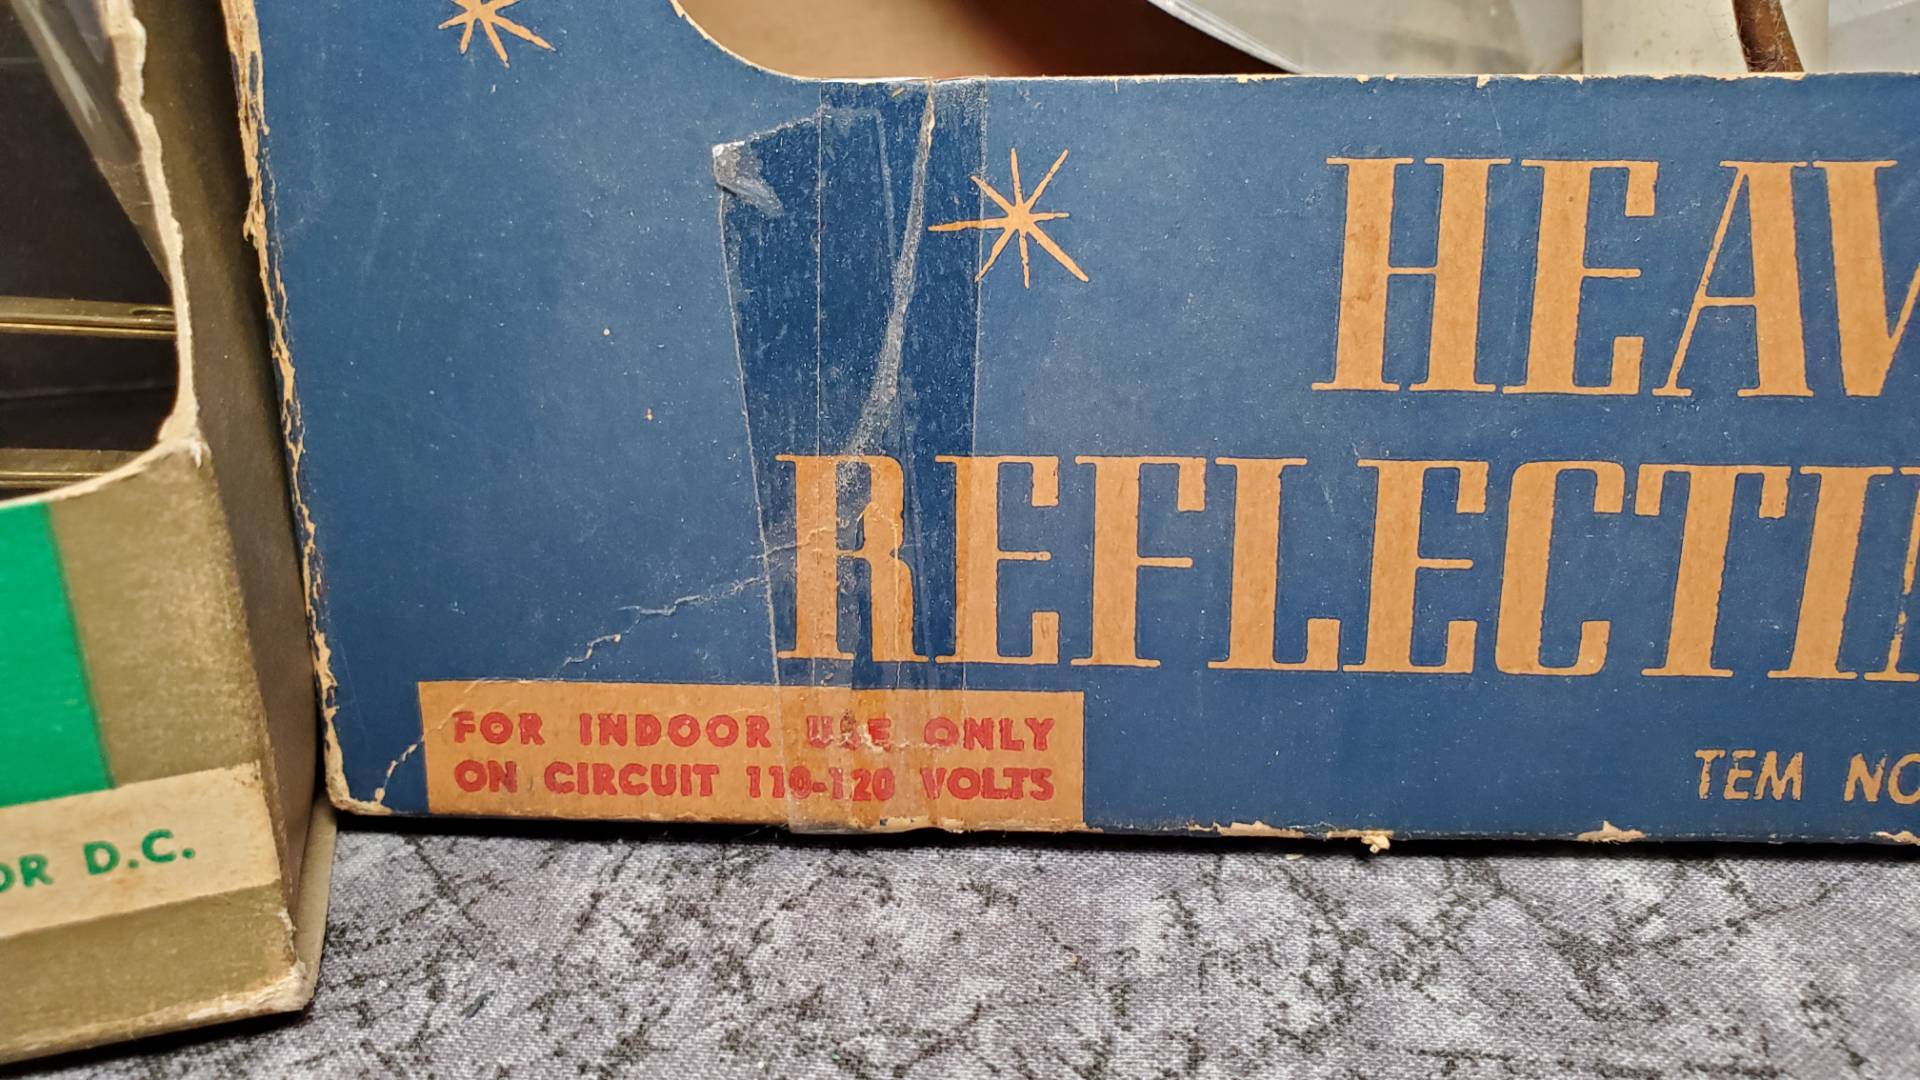 HEAV
REFLECTI
FOR INDOOR USE ONLY
ON CIRCUIT 110-120 VOLTS
TEM NO
OR D.C.